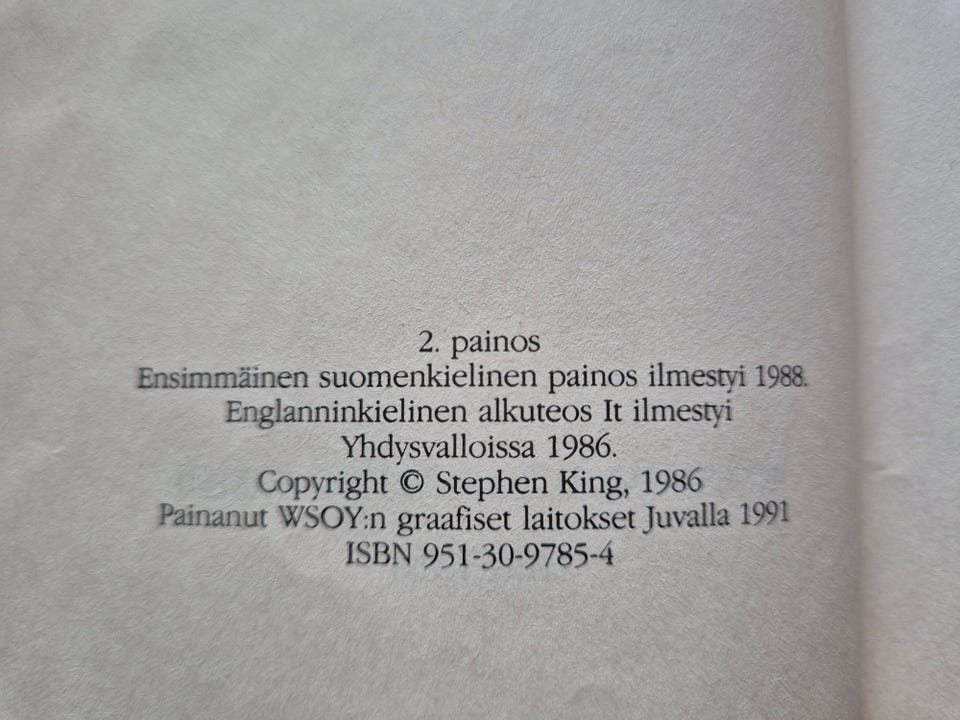 2. painos
Ensimmäinen suomenkielinen painos ilmestyi 1988.
Englanninkielinen alkuteos It ilmestyi
Yhdysvalloissa 1986.
Copyright © Stephen King, 1986
Painanut WSOY:n graafiset laitokset Juvalla 1991
ISBN 951-30-9785-4